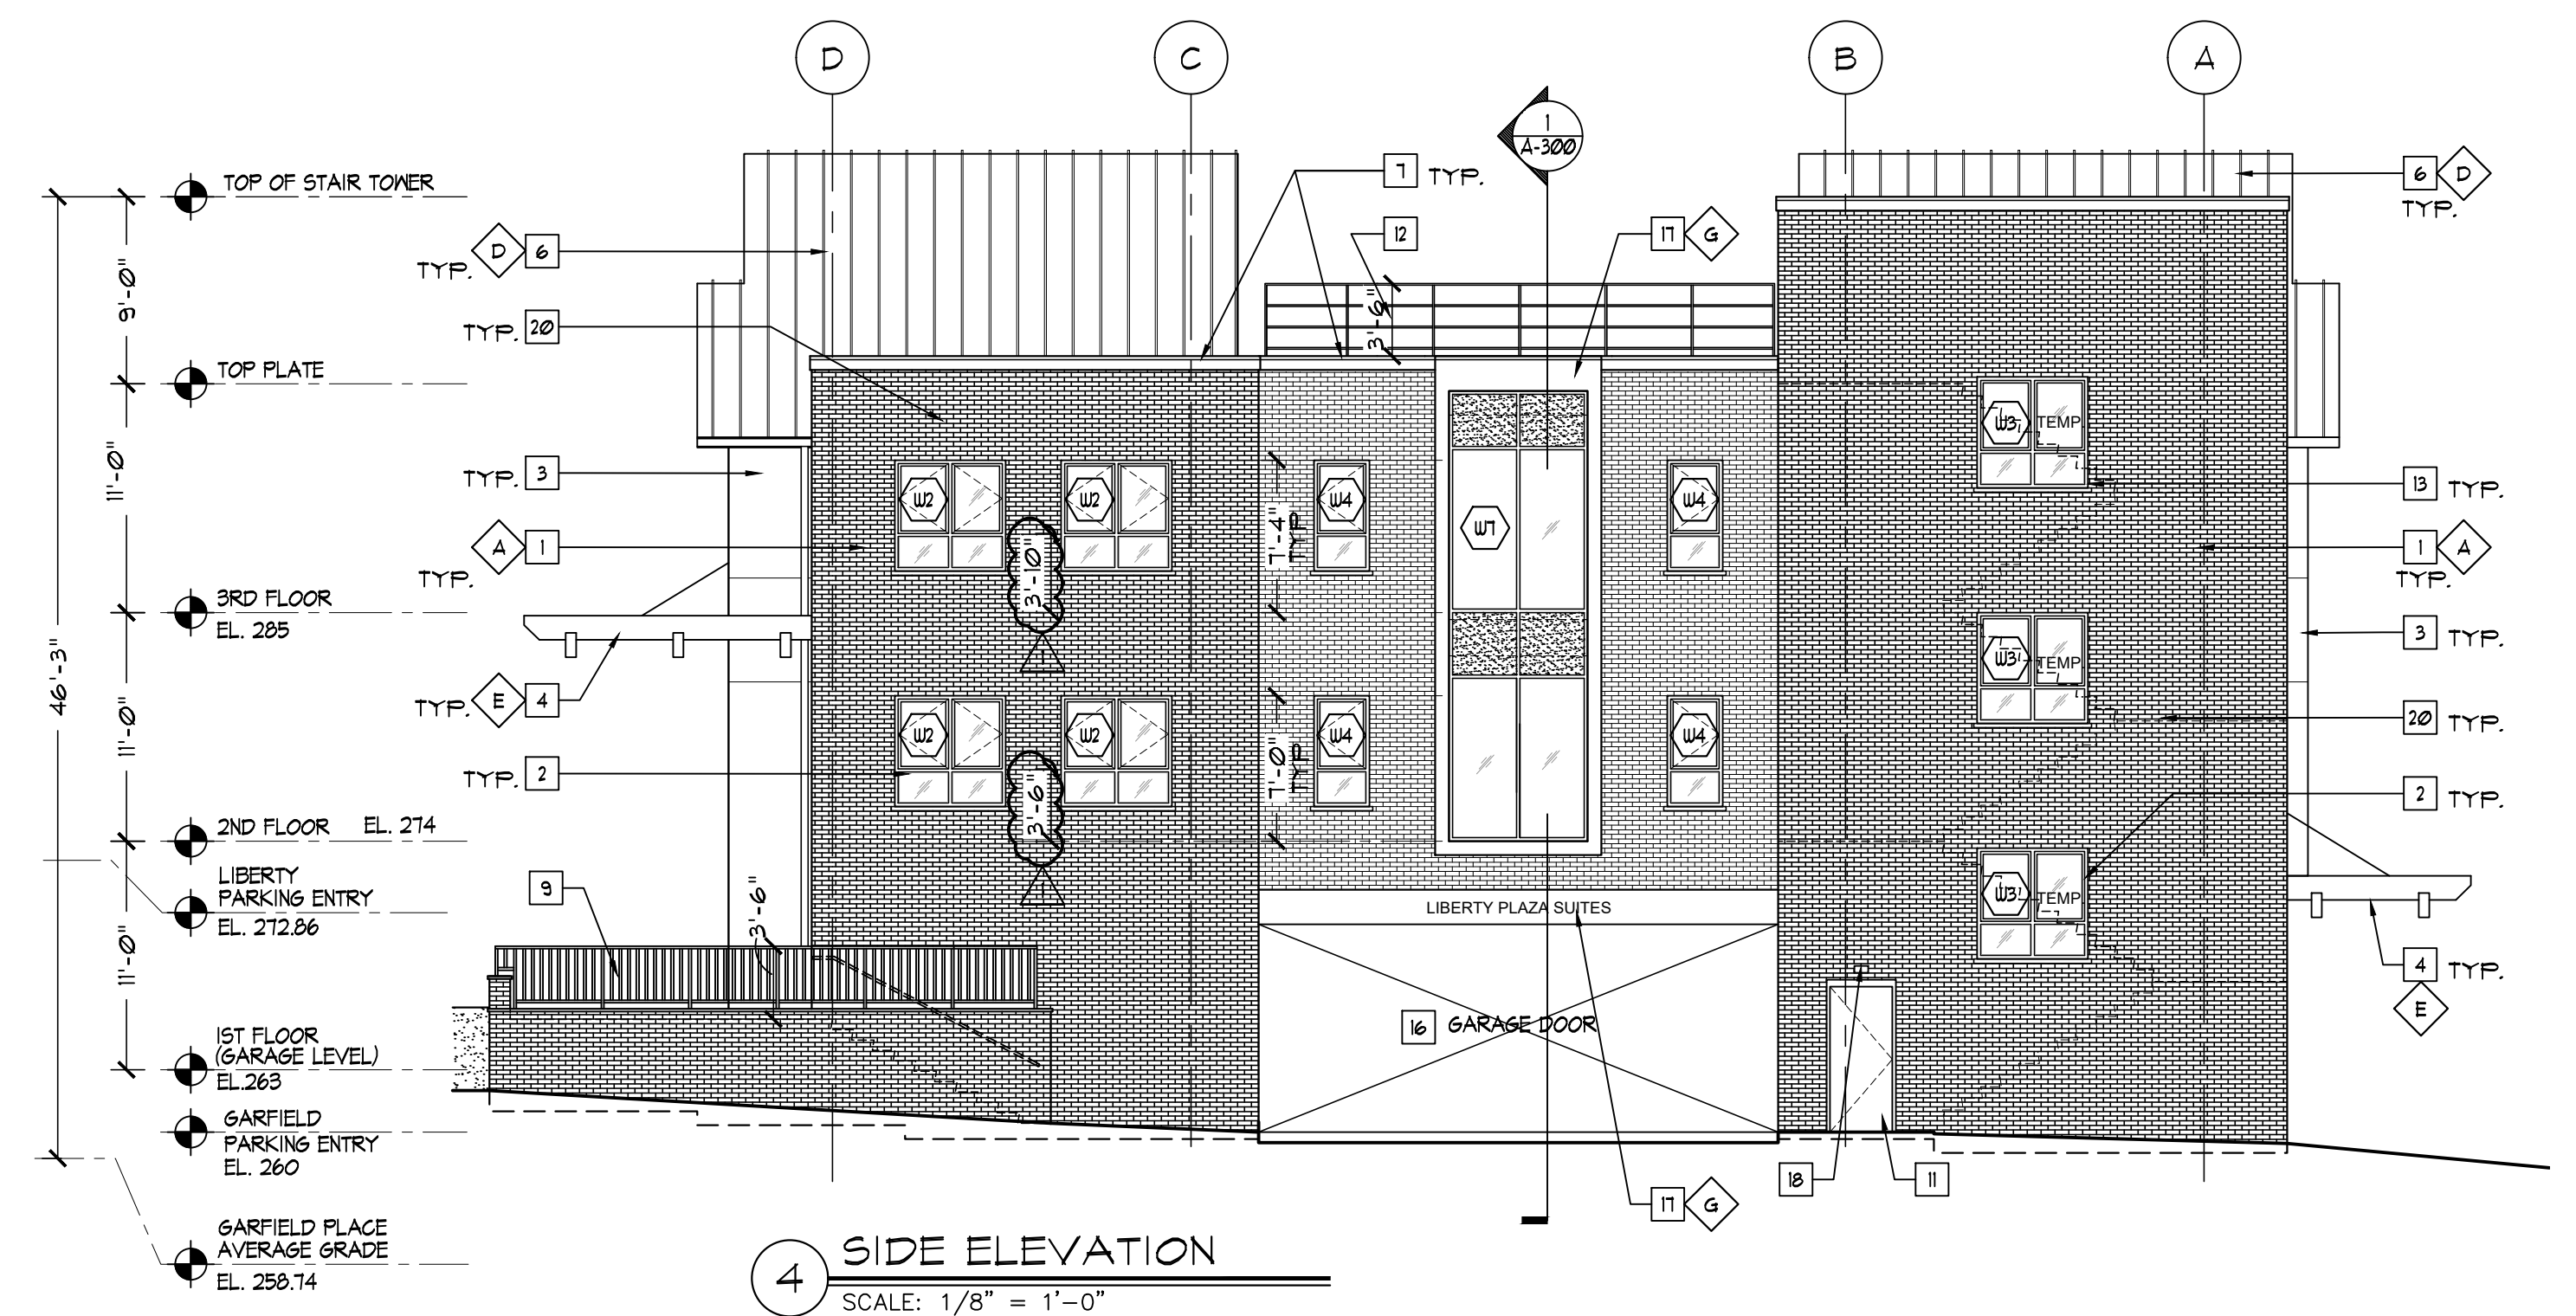 D
C
B
A
1
A-300
TOP OF STAIR TOWER
7 TYP.
6 D
TYP.
12
17 G
D 6
TYP.
9'-0"
3'-6"
TYP. 20
TOP PLATE
W3 TEMP.
TYP. 3
11'-0"
W2
W2
W4
W4
13 TYP.
7'-4"
TYP
W7
A 1
TYP.
3'-10"
1 A
TYP.
3RD FLOOR
EL. 285
3 TYP.
46'-3"
W3 TEMP.
TYP. E 4
11'-0"
W2
W2
W4
W4
20 TYP.
7'-0"
TYP
TYP. 2
3'-6"
2 TYP.
2ND FLOOR EL. 274
LIBERTY
PARKING ENTRY
EL. 272.86
9
3'-6"
W3 TEMP.
LIBERTY PLAZA SUITES
11'-0"
4 TYP.
E
1ST FLOOR
(GARAGE LEVEL)
EL.263
16 GARAGE DOOR
GARFIELD
PARKING ENTRY
EL. 260
18
11
17 G
GARFIELD PLACE
AVERAGE GRADE
EL. 258.74
4
SIDE ELEVATION
SCALE: 1/8" = 1'-0"